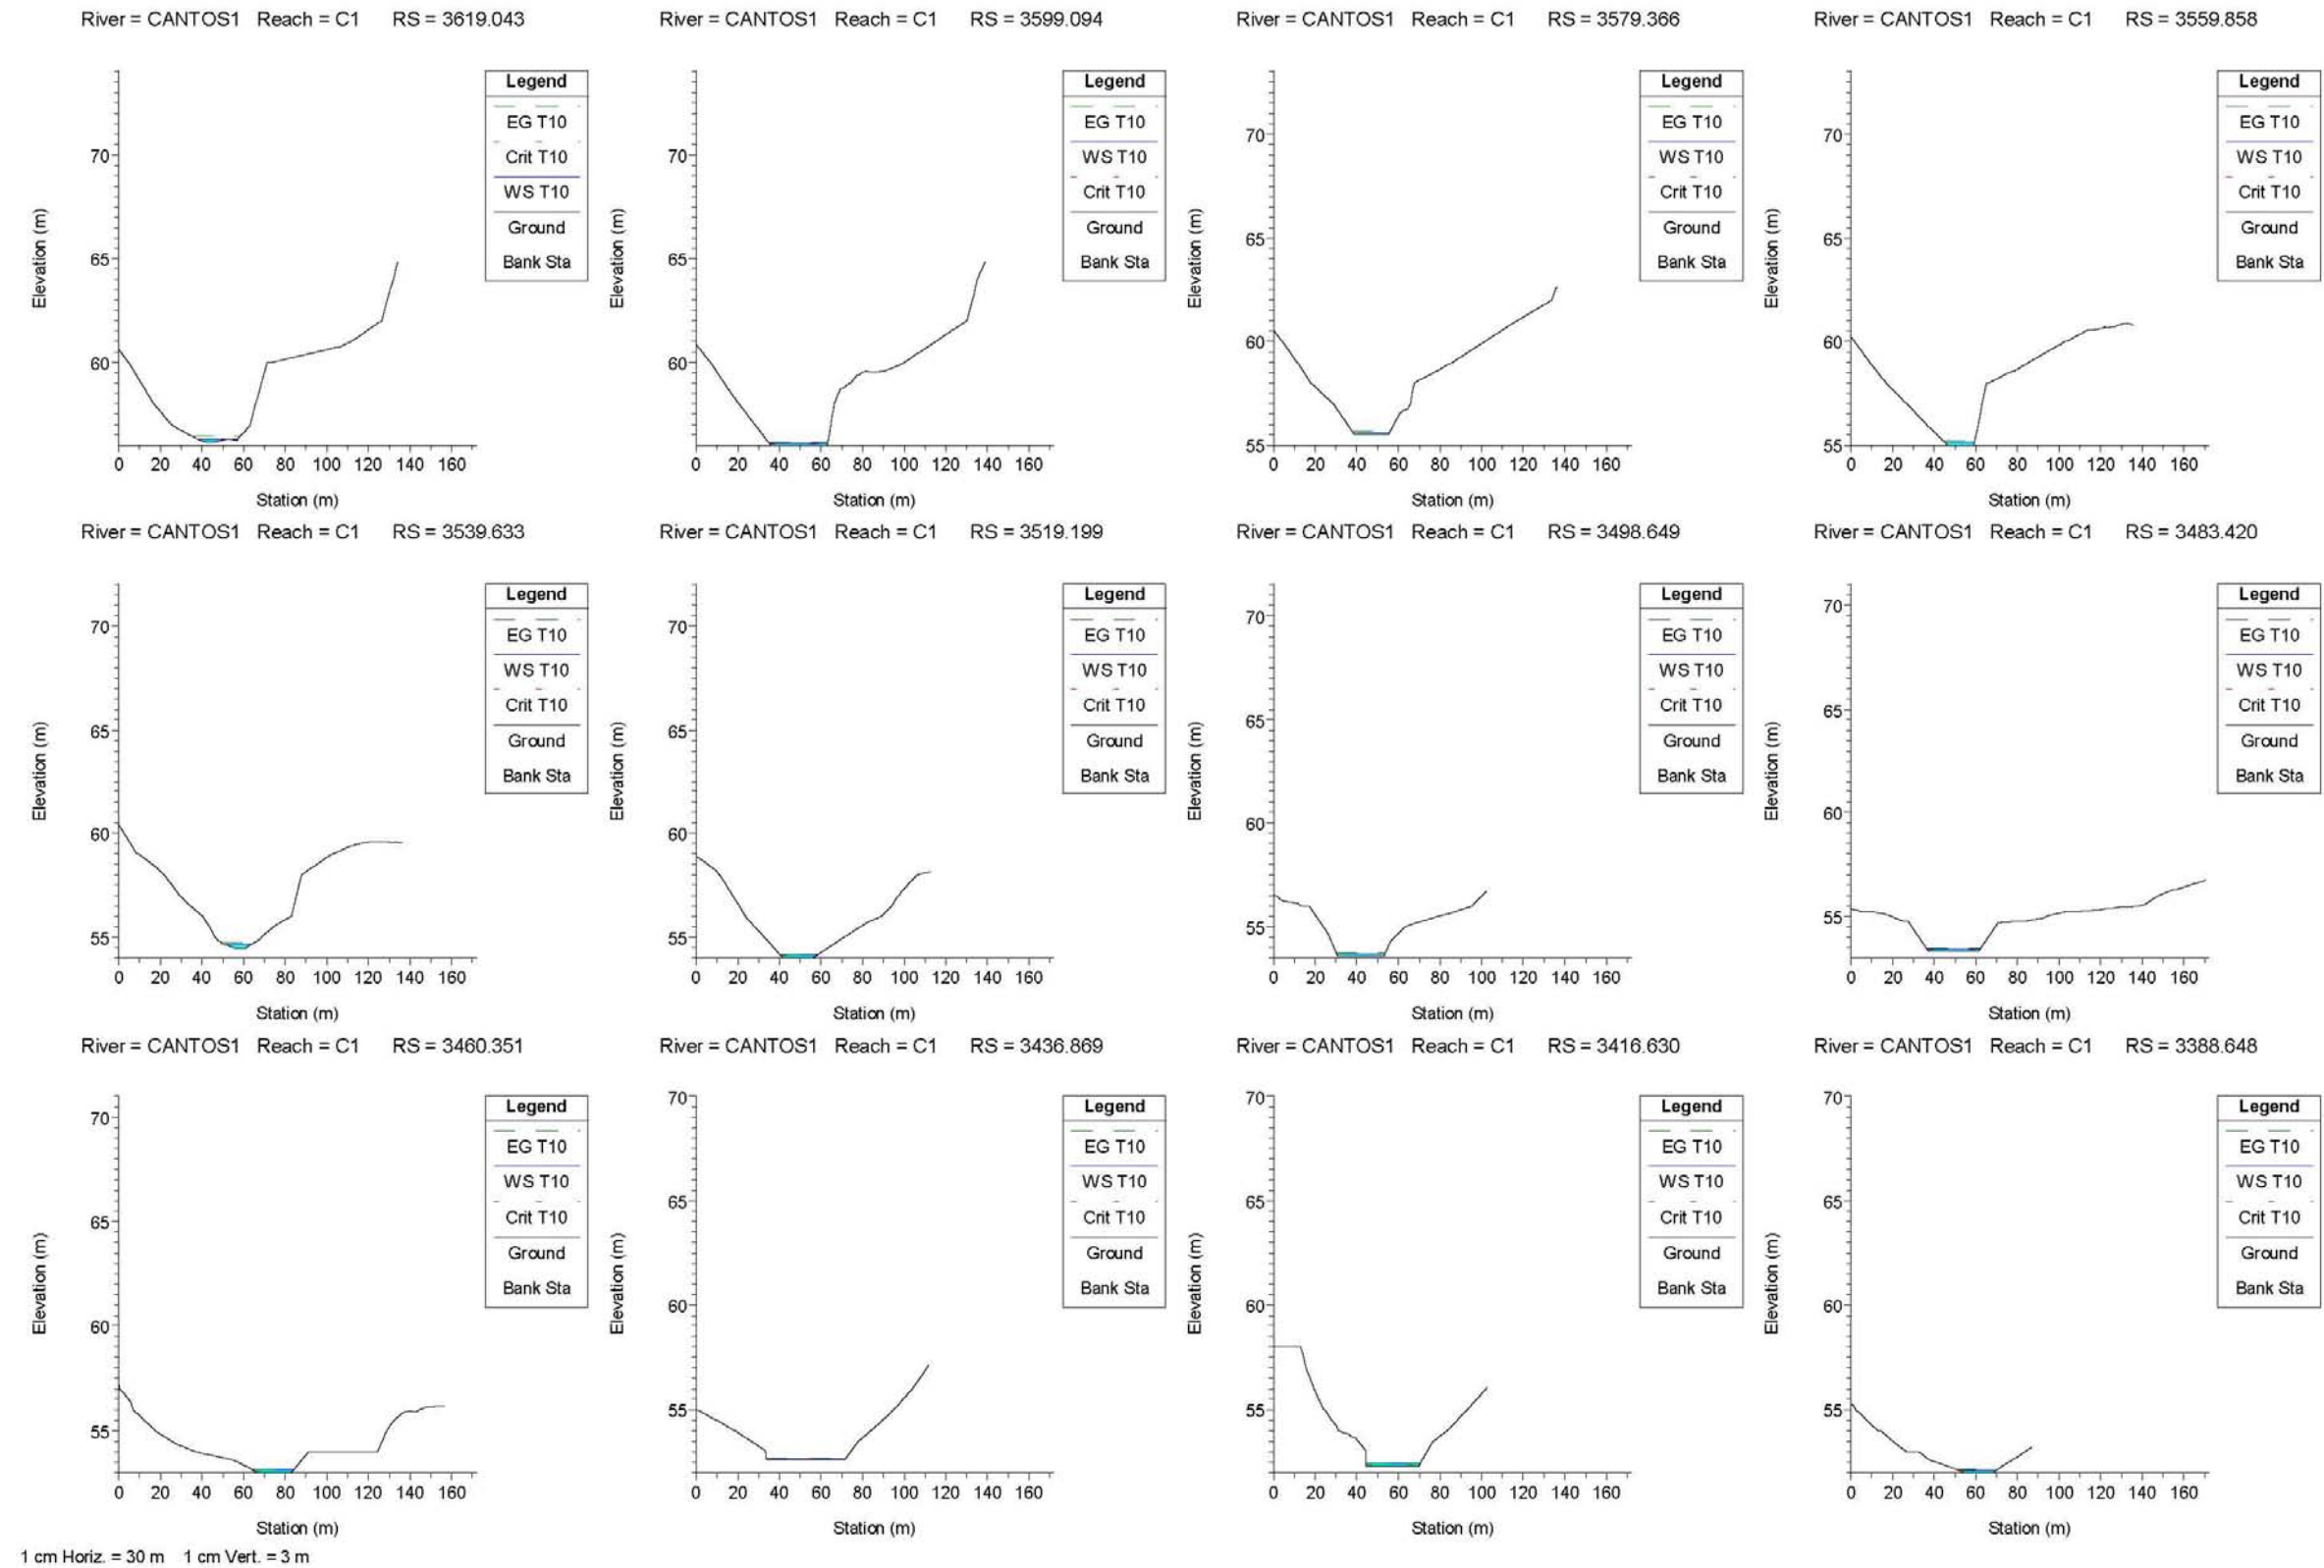 River = CANTOS1 Reach = C1 RS = 3619.043
Legend
EG T10
Crit T10
WS T10
Ground
Bank Sta
Elevation (m)
70
65
60
0 20 40 60 80 100 120 140 160
Station (m)
River = CANTOS1 Reach = C1 RS = 3599.094
Legend
EG T10
WS T10
Crit T10
Ground
Bank Sta
Elevation (m)
70
65
60
0 20 40 60 80 100 120 140 160
Station (m)
River = CANTOS1 Reach = C1 RS = 3579.366
Legend
EG T10
WS T10
Crit T10
Ground
Bank Sta
Elevation (m)
70
65
60
55
0 20 40 60 80 100 120 140 160
Station (m)
River = CANTOS1 Reach = C1 RS = 3559.858
Legend
EG T10
WS T10
Crit T10
Ground
Bank Sta
Elevation (m)
70
65
60
55
0 20 40 60 80 100 120 140 160
Station (m)
River = CANTOS1 Reach = C1 RS = 3539.633
Legend
EG T10
WS T10
Crit T10
Ground
Bank Sta
Elevation (m)
70
65
60
55
0 20 40 60 80 100 120 140 160
Station (m)
River = CANTOS1 Reach = C1 RS = 3519.199
Legend
EG T10
WS T10
Crit T10
Ground
Bank Sta
Elevation (m)
70
65
60
55
0 20 40 60 80 100 120 140 160
Station (m)
River = CANTOS1 Reach = C1 RS = 3498.649
Legend
EG T10
WS T10
Crit T10
Ground
Bank Sta
Elevation (m)
70
65
60
55
0 20 40 60 80 100 120 140 160
Station (m)
River = CANTOS1 Reach = C1 RS = 3483.420
Legend
EG T10
WS T10
Crit T10
Ground
Bank Sta
Elevation (m)
70
65
60
55
0 20 40 60 80 100 120 140 160
Station (m)
River = CANTOS1 Reach = C1 RS = 3460.351
Legend
EG T10
WS T10
Crit T10
Ground
Bank Sta
Elevation (m)
70
65
60
55
0 20 40 60 80 100 120 140 160
Station (m)
River = CANTOS1 Reach = C1 RS = 3436.869
Legend
EG T10
WS T10
Crit T10
Ground
Bank Sta
Elevation (m)
70
65
60
55
0 20 40 60 80 100 120 140 160
Station (m)
River = CANTOS1 Reach = C1 RS = 3416.630
Legend
EG T10
WS T10
Crit T10
Ground
Bank Sta
Elevation (m)
70
65
60
55
0 20 40 60 80 100 120 140 160
Station (m)
River = CANTOS1 Reach = C1 RS = 3388.648
Legend
EG T10
WS T10
Crit T10
Ground
Bank Sta
Elevation (m)
70
65
60
55
0 20 40 60 80 100 120 140 160
Station (m)
1 cm Horiz. = 30 m 1 cm Vert. = 3 m